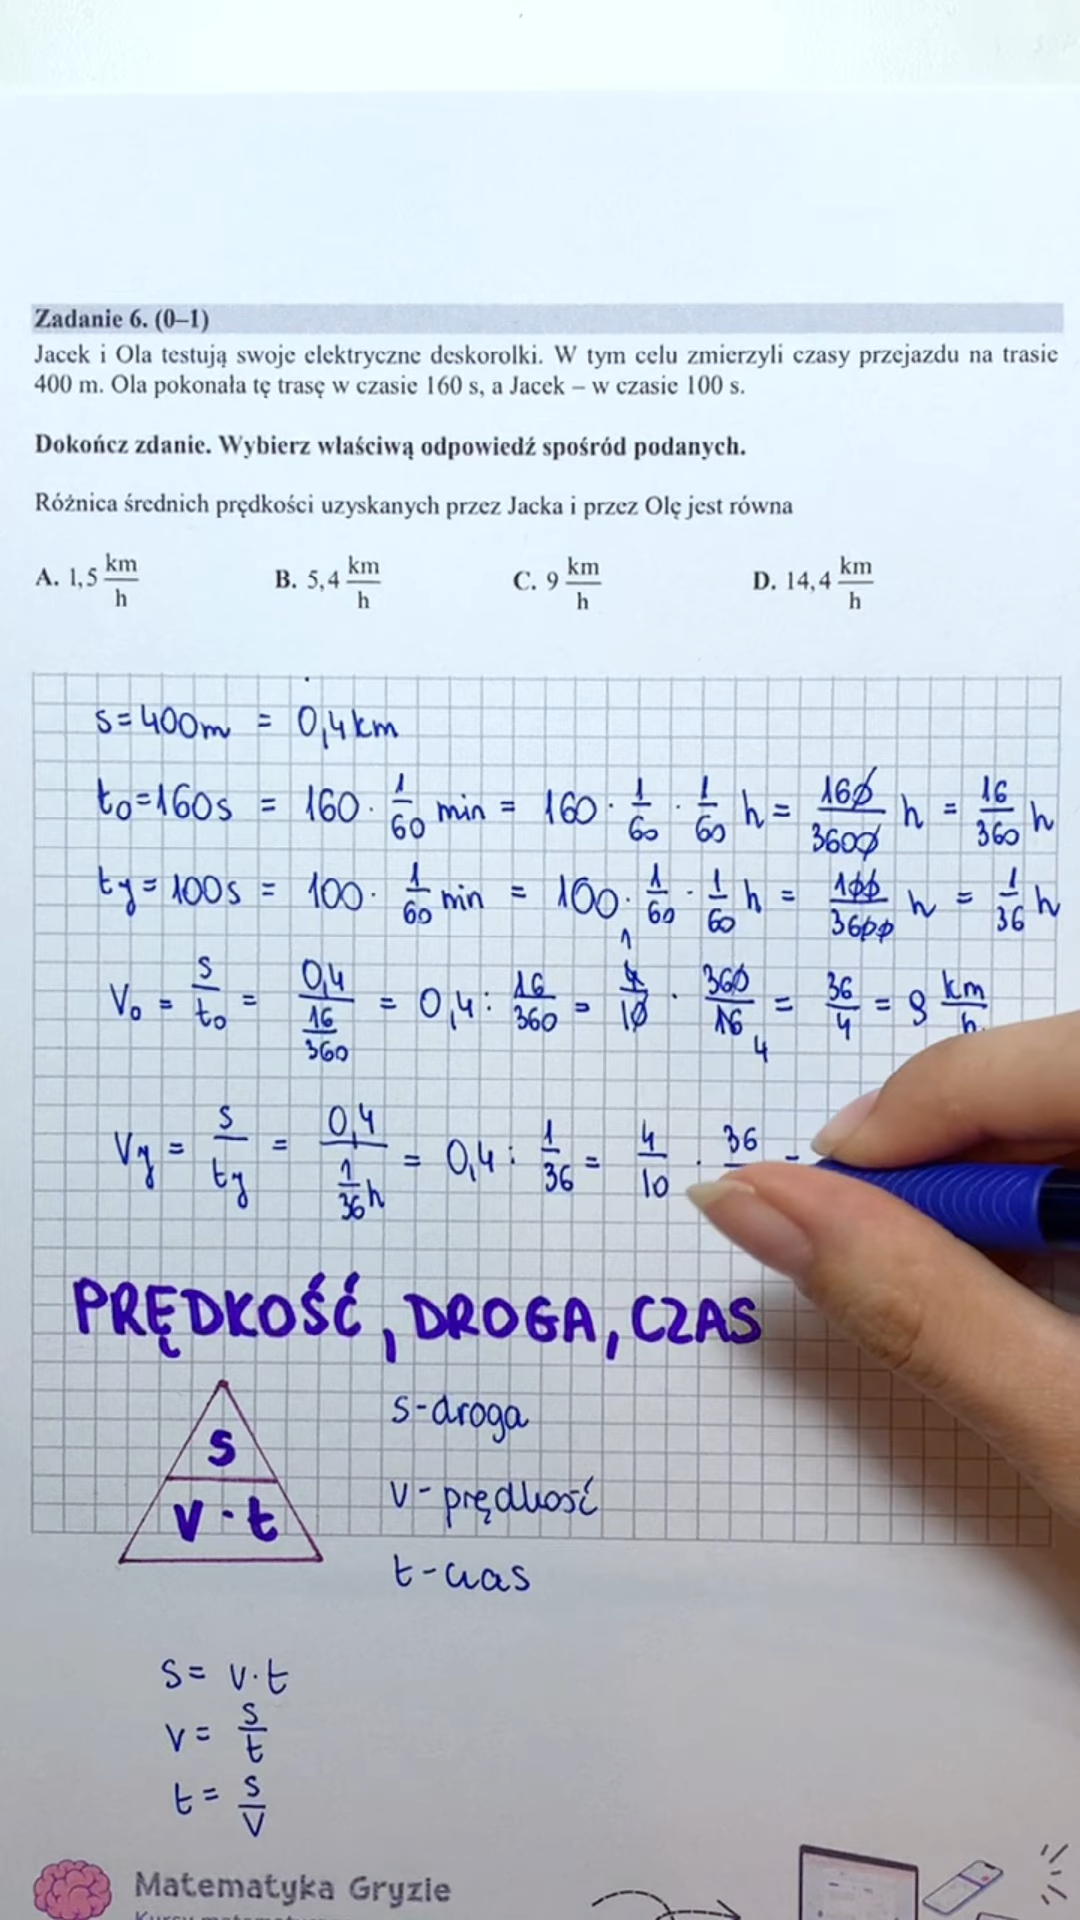 Zadanie 6. (0–1)
Jacek i Ola testują swoje elektryczne deskorolki. W tym celu zmierzyli czasy przejazdu na trasie
400 m. Ola pokonała tę trasę w czasie 160 s, a Jacek – w czasie 100 s.
Dokończ zdanie. Wybierz właściwą odpowiedź spośród podanych.
Różnica średnich prędkości uzyskanych przez Jacka i przez Olę jest równa
A. 1,5 km/h B. 5,4 km/h C. 9 km/h D. 14,4 km/h
s=400m = 0,4km
to=160s = 160 · 1/60 min = 160 · 1/60 · 1/60 h = 160/3600 h = 16/360 h
tj=100s = 100 · 1/60 min = 100 · 1/60 · 1/60 h = 100/3600 h = 1/36 h
Vo = s/to = 0,4/(16/360) = 0,4 : 16/360 = 4/10 · 360/16 = 36/4 = 9 km/h
1
4
Vj = s/tj = 0,4/(1/36 h) = 0,4 : 1/36 = 4/10 · 36
PRĘDKOŚĆ, DROGA, CZAS
s
v · t
s-droga
v-prędkość
t-czas
s= v·t
v= s/t
t= s/v
Matematyka Gryzie